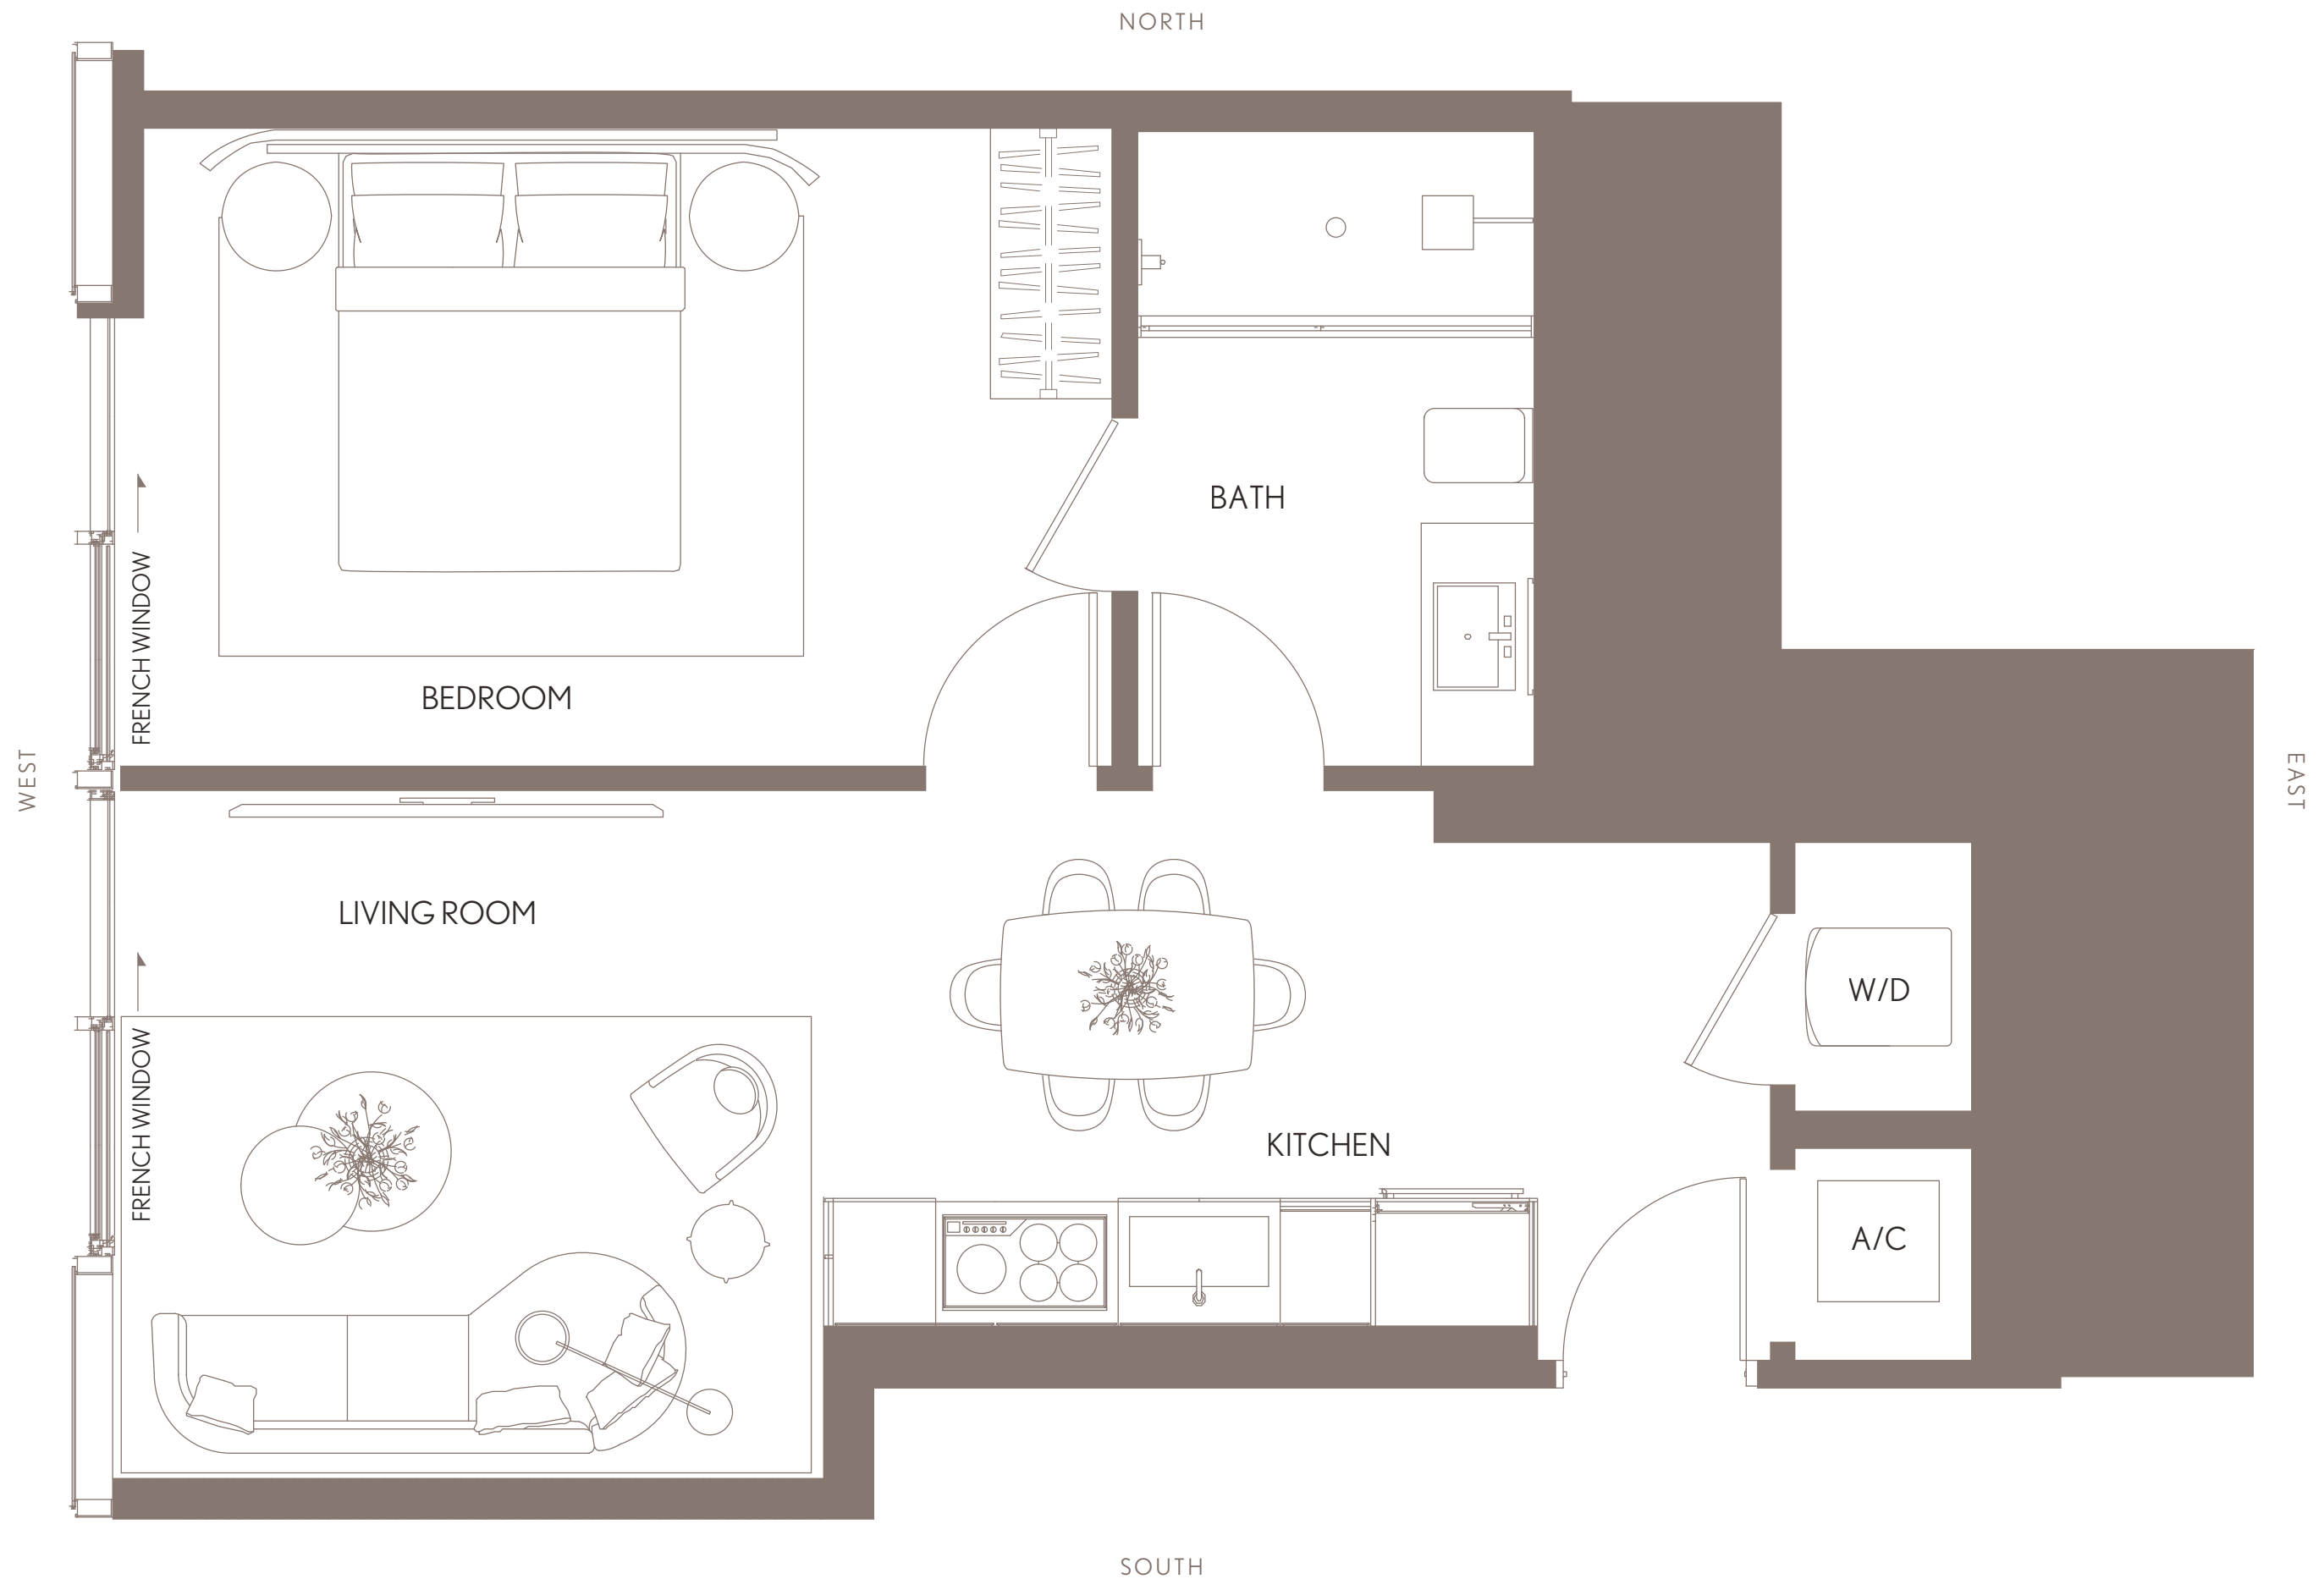 NORTH
BATH
FRENCH WINDOW
BEDROOM
WEST
EAST
LIVING ROOM
W/D
FRENCH WINDOW
KITCHEN
A/C
SOUTH